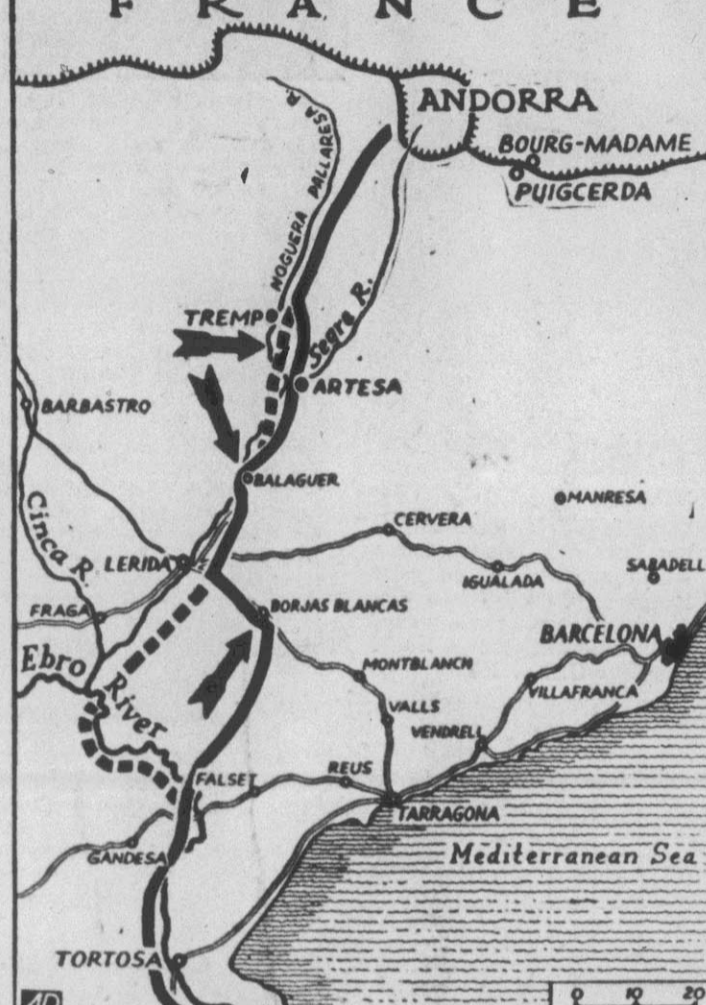 FRANCE
ANDORRA
BOURG-MADAME
PUIGCERDA
NOGUERA PALLARESA R.
TREMP
Segre R.
ARTESA
BARBASTRO
BALAGUER
MANRESA
Cinca R.
CERVERA
LERIDA
IGUALADA
SABADELL
FRAGA
BORJAS BLANCAS
BARCELONA
Ebro River
MONTBLANCH
VILLAFRANCA
VALLS
VENDRELL
FALSET
REUS
TARRAGONA
GANDESA
Mediterranean Sea
TORTOSA
AP
0 10 20